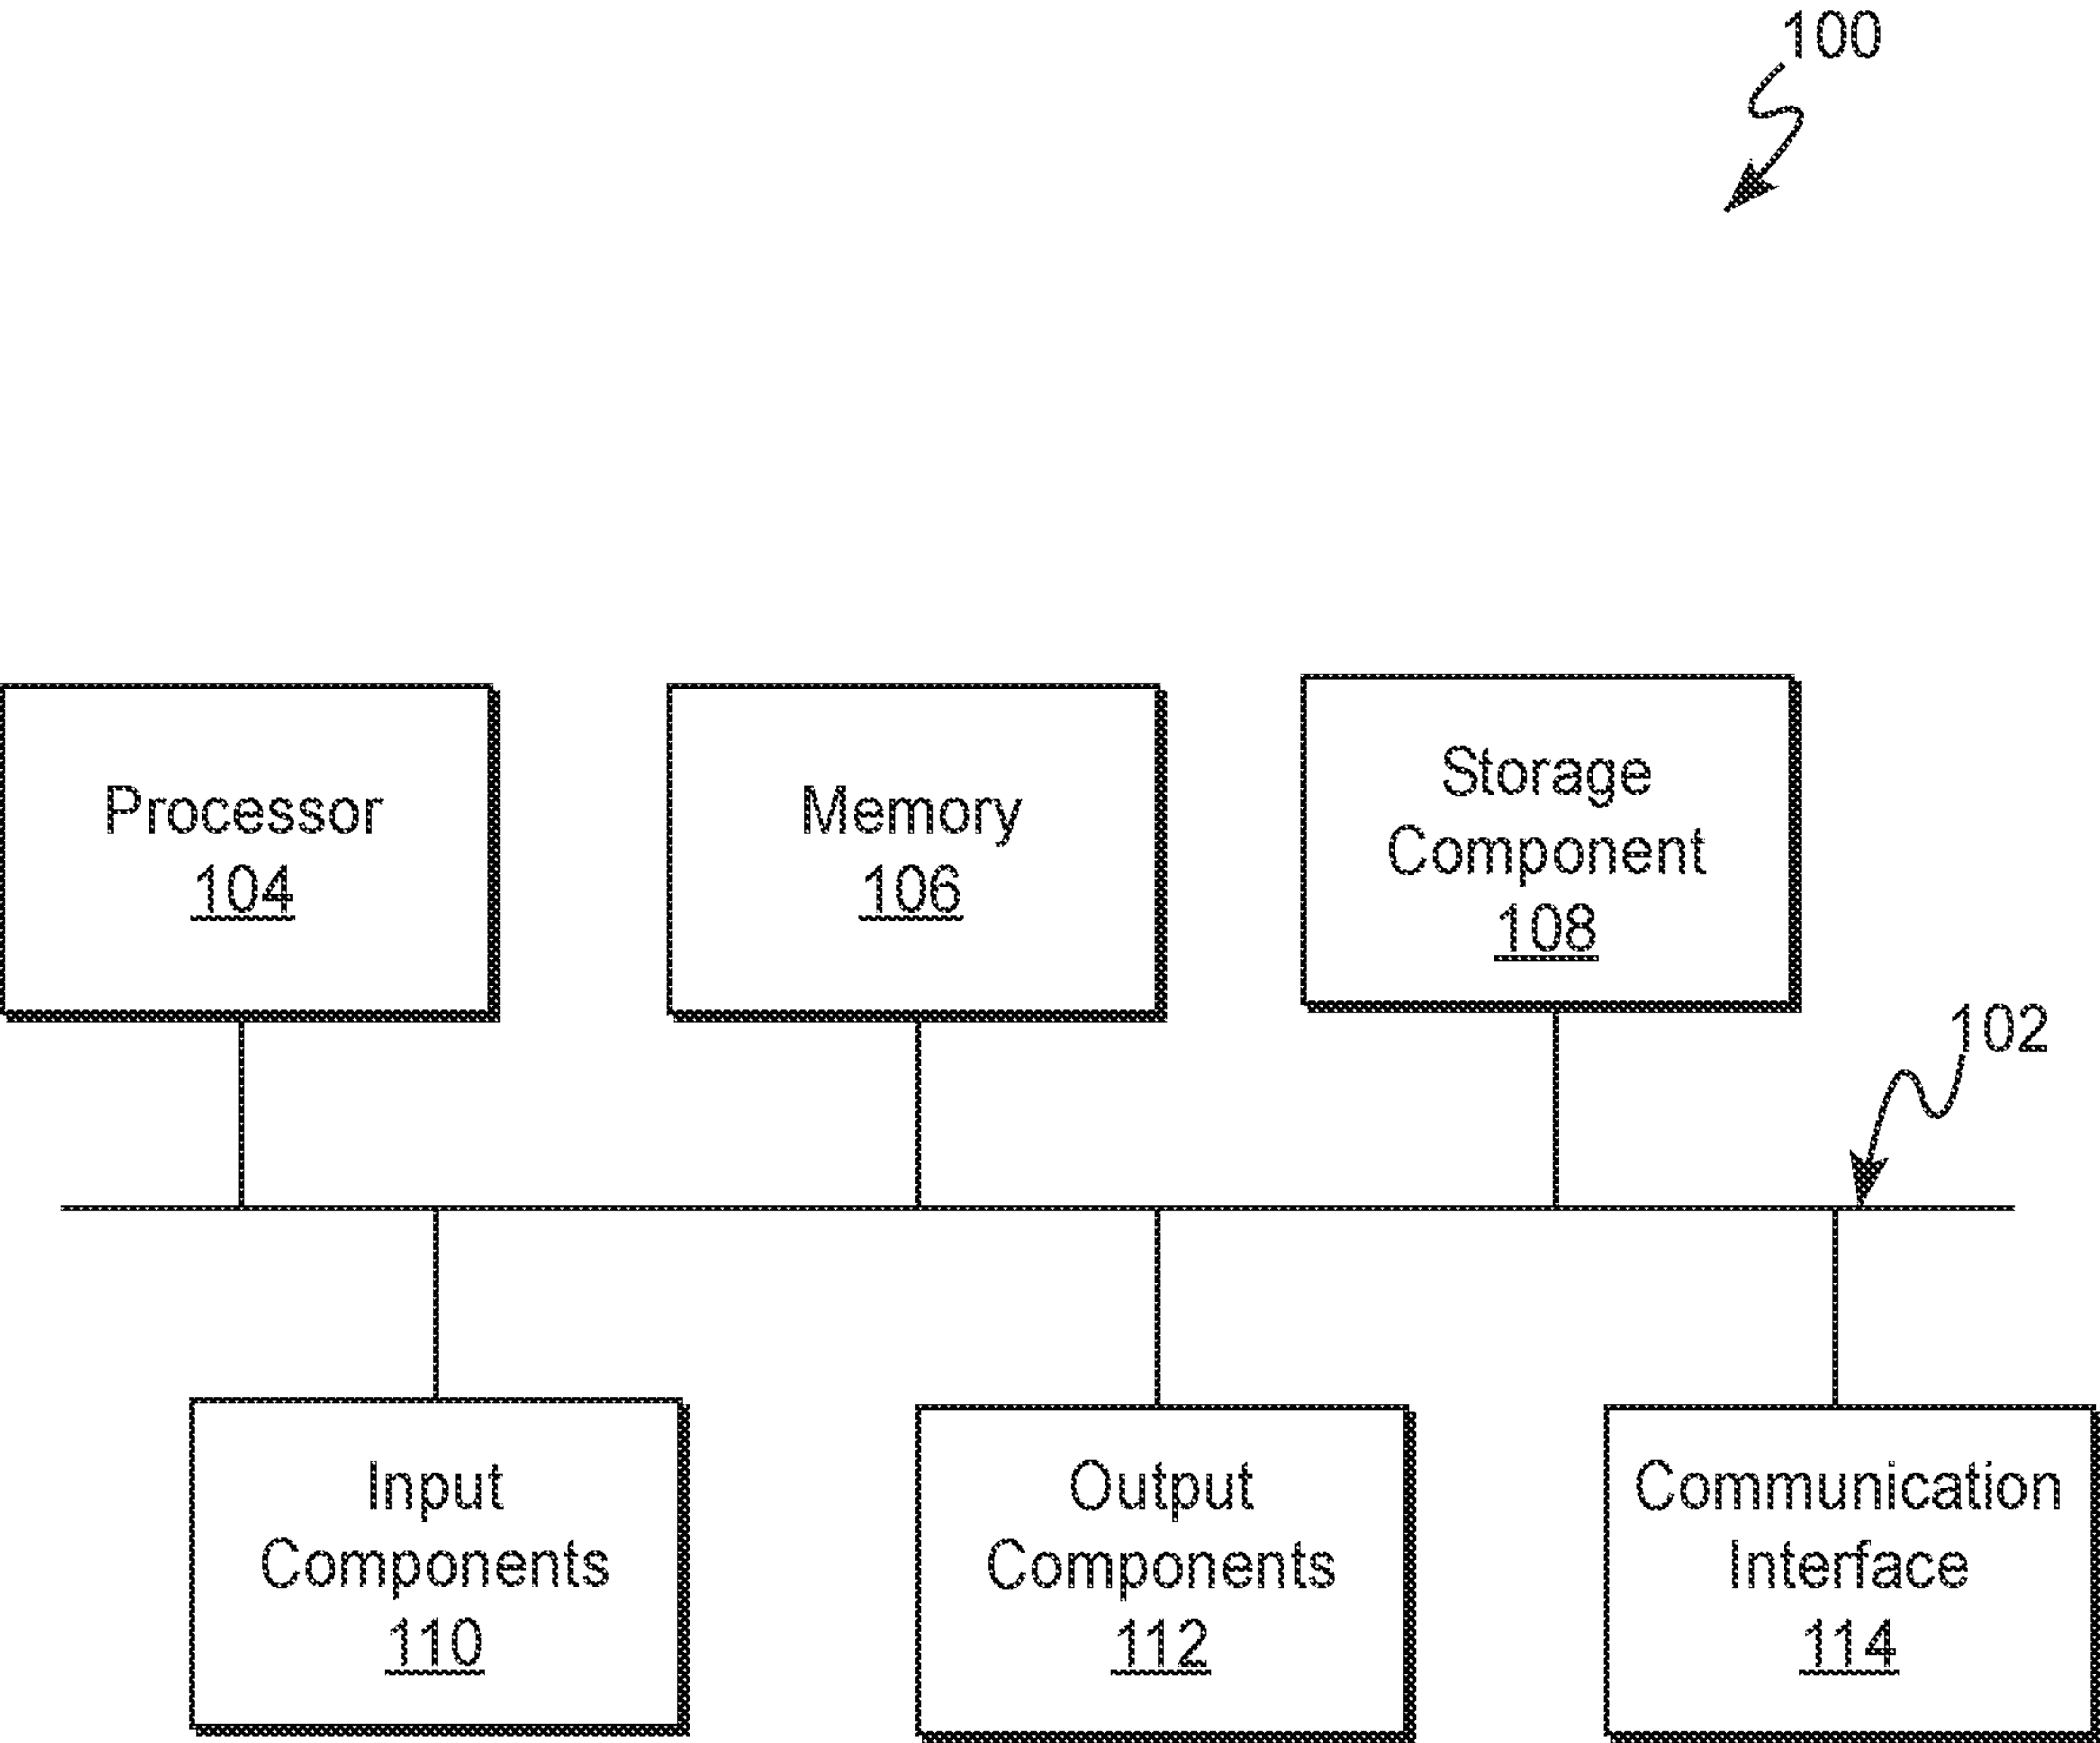 100
Processor
104
Memory
106
Storage
Component
108
102
Input
Components
110
Output
Components
112
Communication
Interface
114